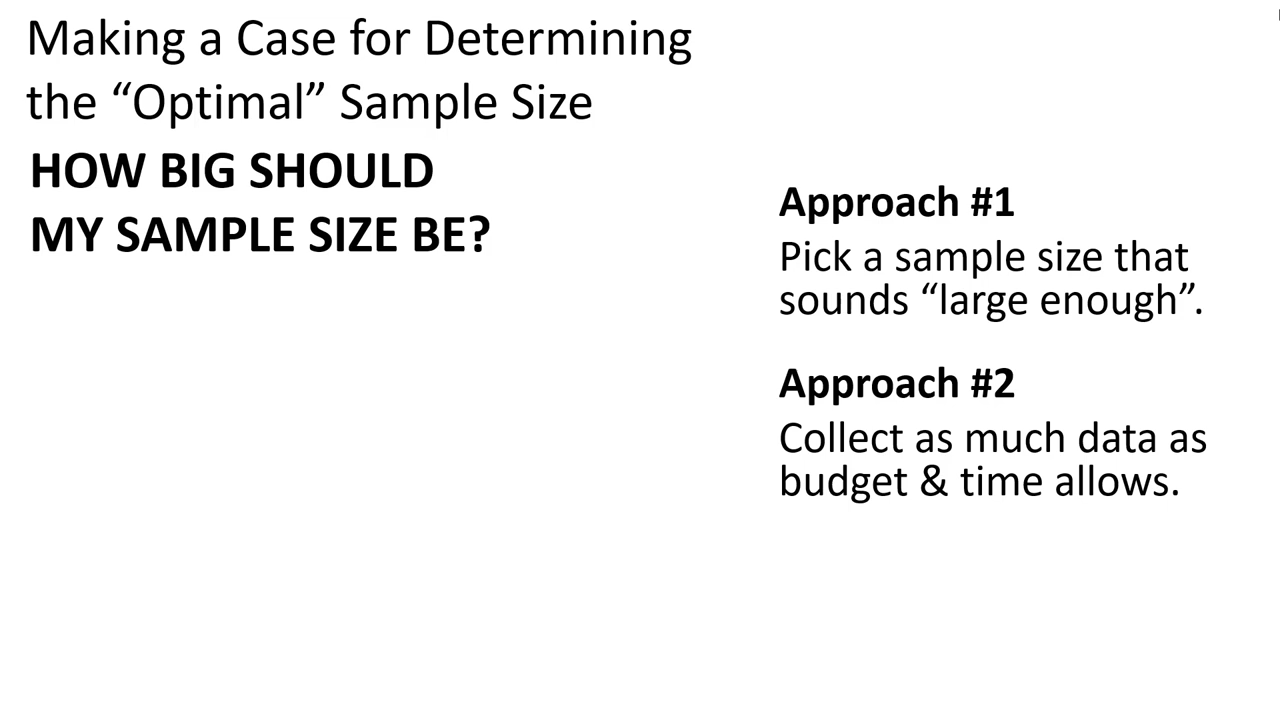 Making a Case for Determining
the “Optimal” Sample Size
HOW BIG SHOULD
MY SAMPLE SIZE BE?
Approach #1
Pick a sample size that
sounds “large enough”.
Approach #2
Collect as much data as
budget & time allows.